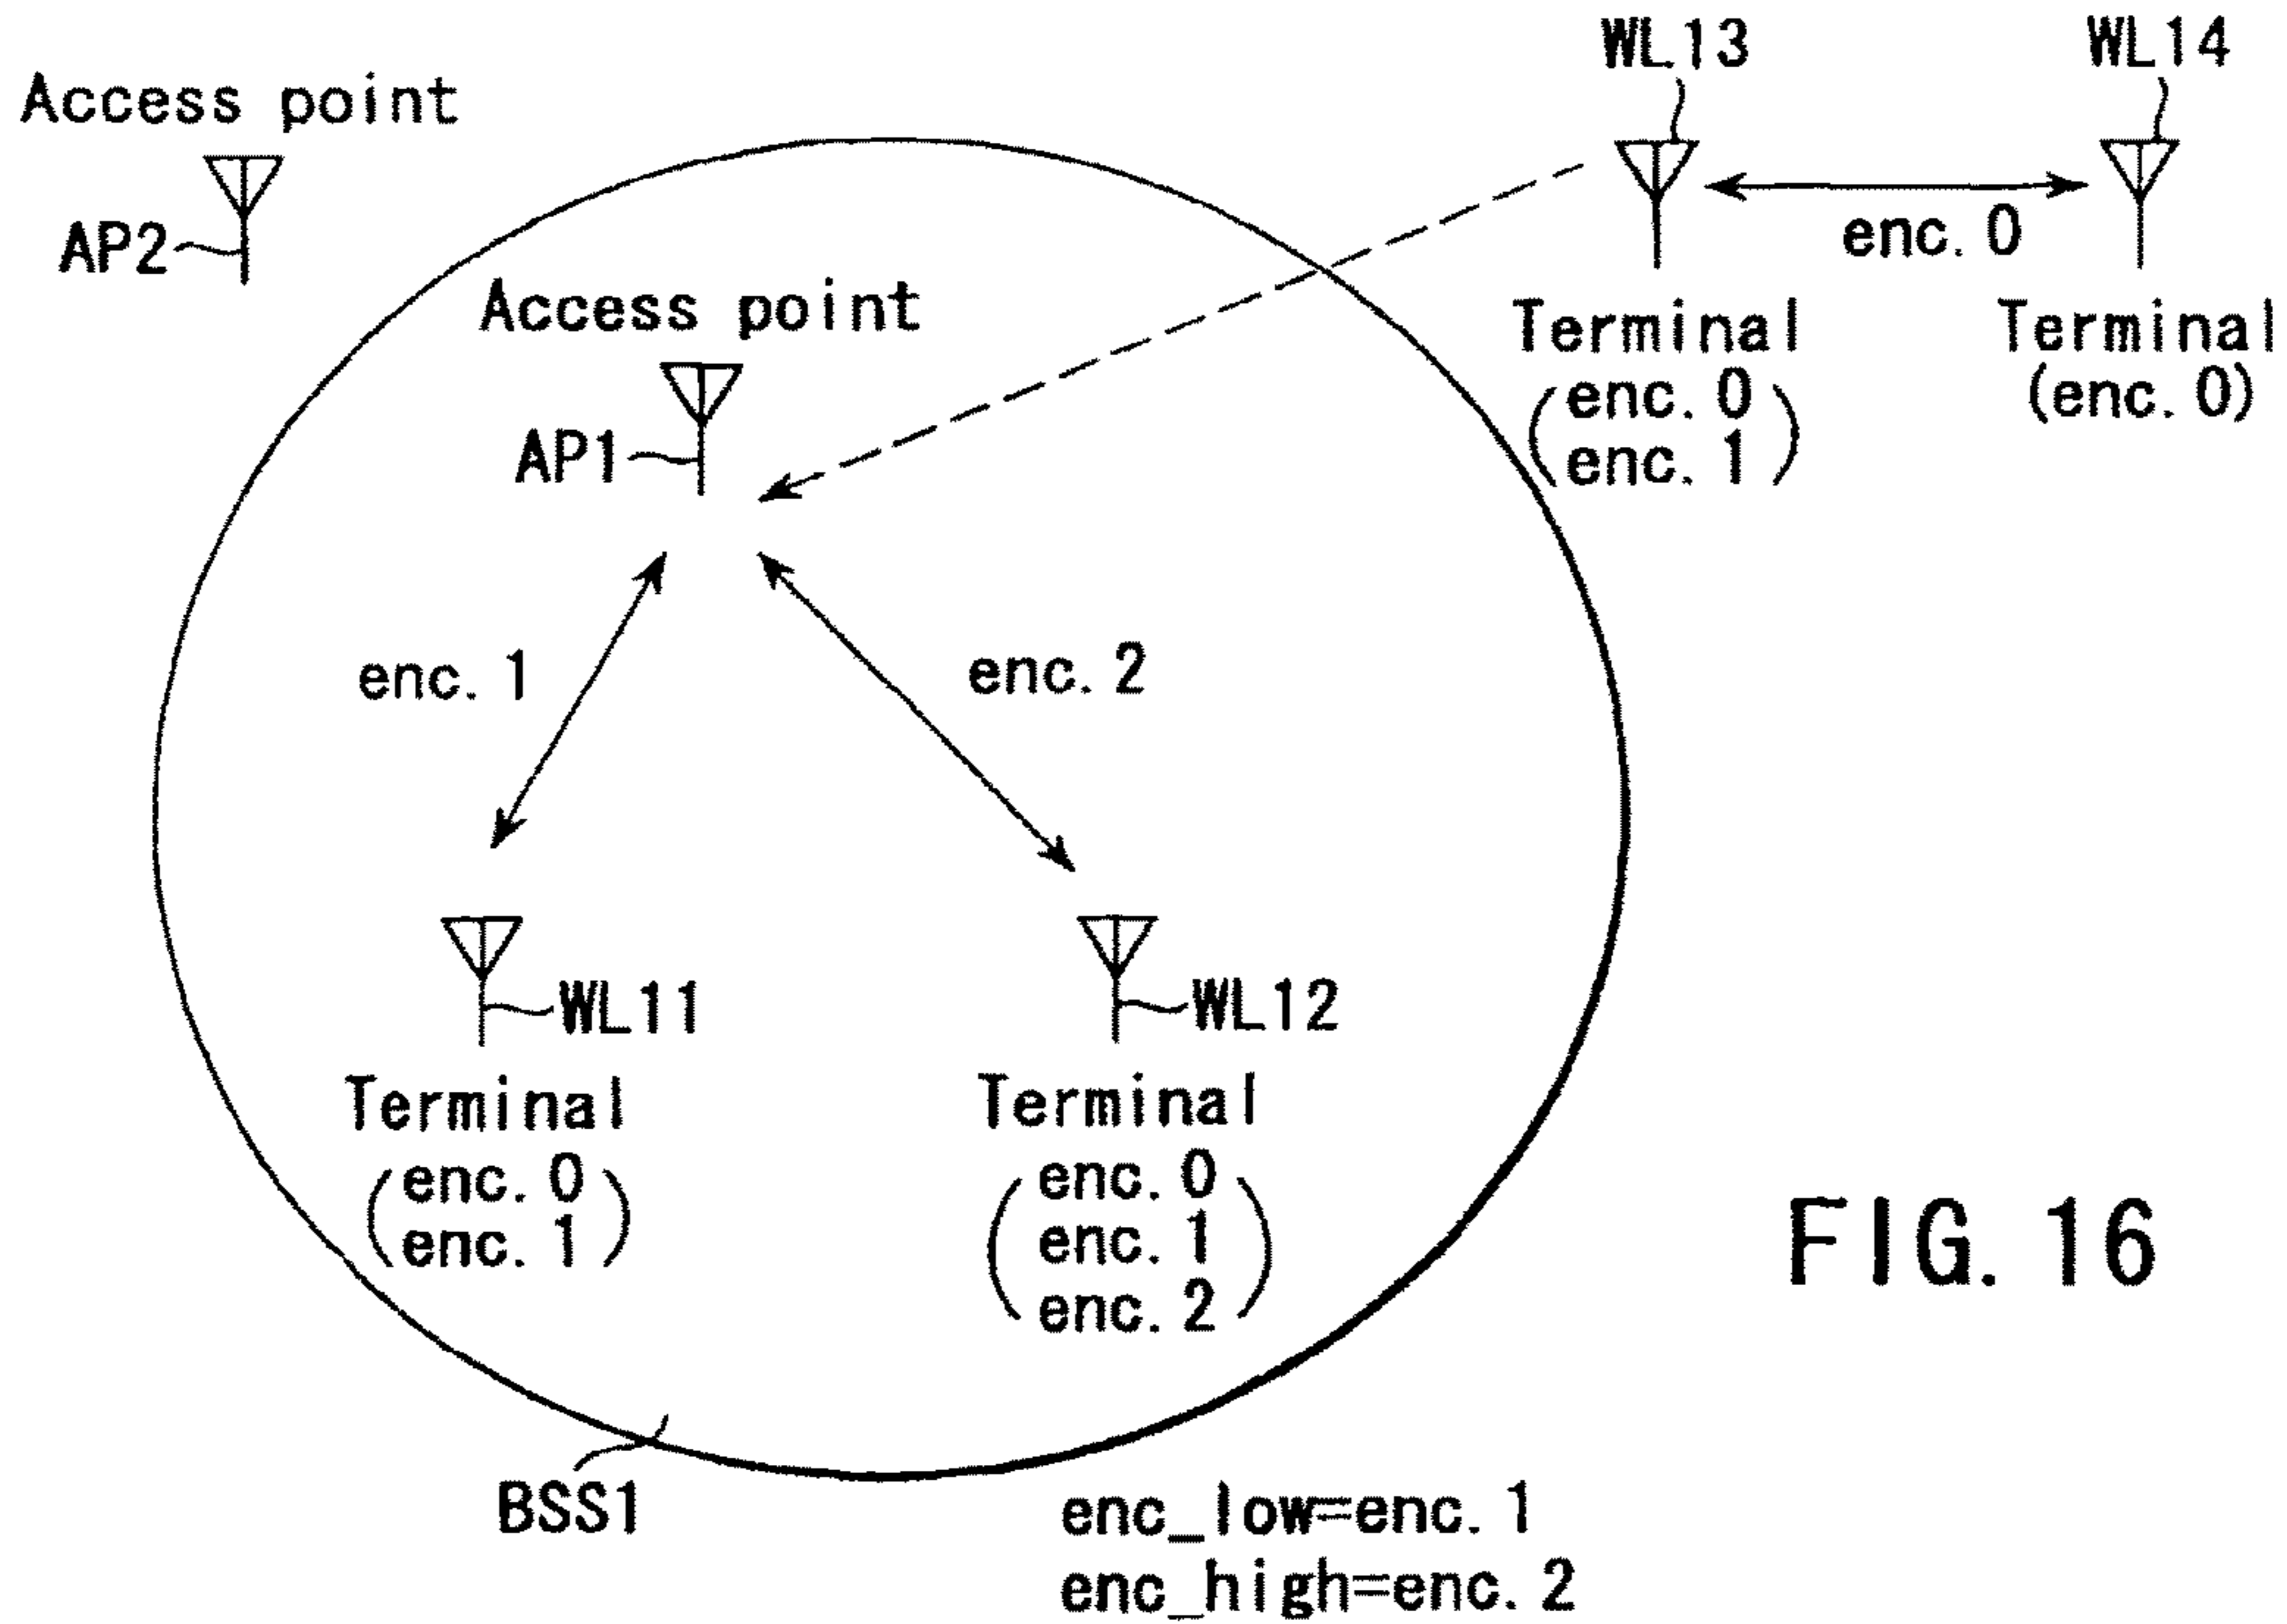 WL13
WL14
Access point
AP2
enc. 0
Access point
AP1
Terminal
(enc. 0
enc. 1)
Terminal
(enc. 0)
enc. 1
enc. 2
WL11
WL12
Terminal
(enc. 0
enc. 1)
Terminal
(enc. 0
enc. 1
enc. 2)
FIG. 16
BSS1
enc_low=enc. 1
enc_high=enc. 2